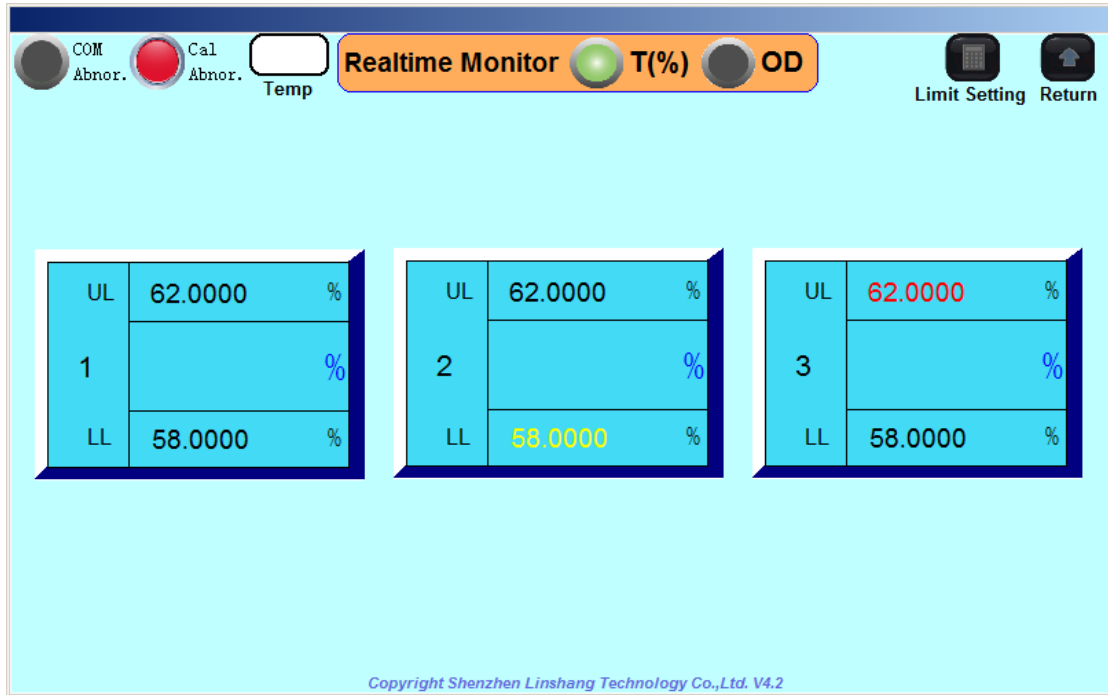 COM
Abnor.
Cal
Abnor.
Temp
Realtime Monitor T(%) OD
Limit Setting
Return
UL 62.0000 %
1 %
LL 58.0000 %
UL 62.0000 %
2 %
LL 58.0000 %
UL 62.0000 %
3 %
LL 58.0000 %
Copyright Shenzhen Linshang Technology Co.,Ltd. V4.2